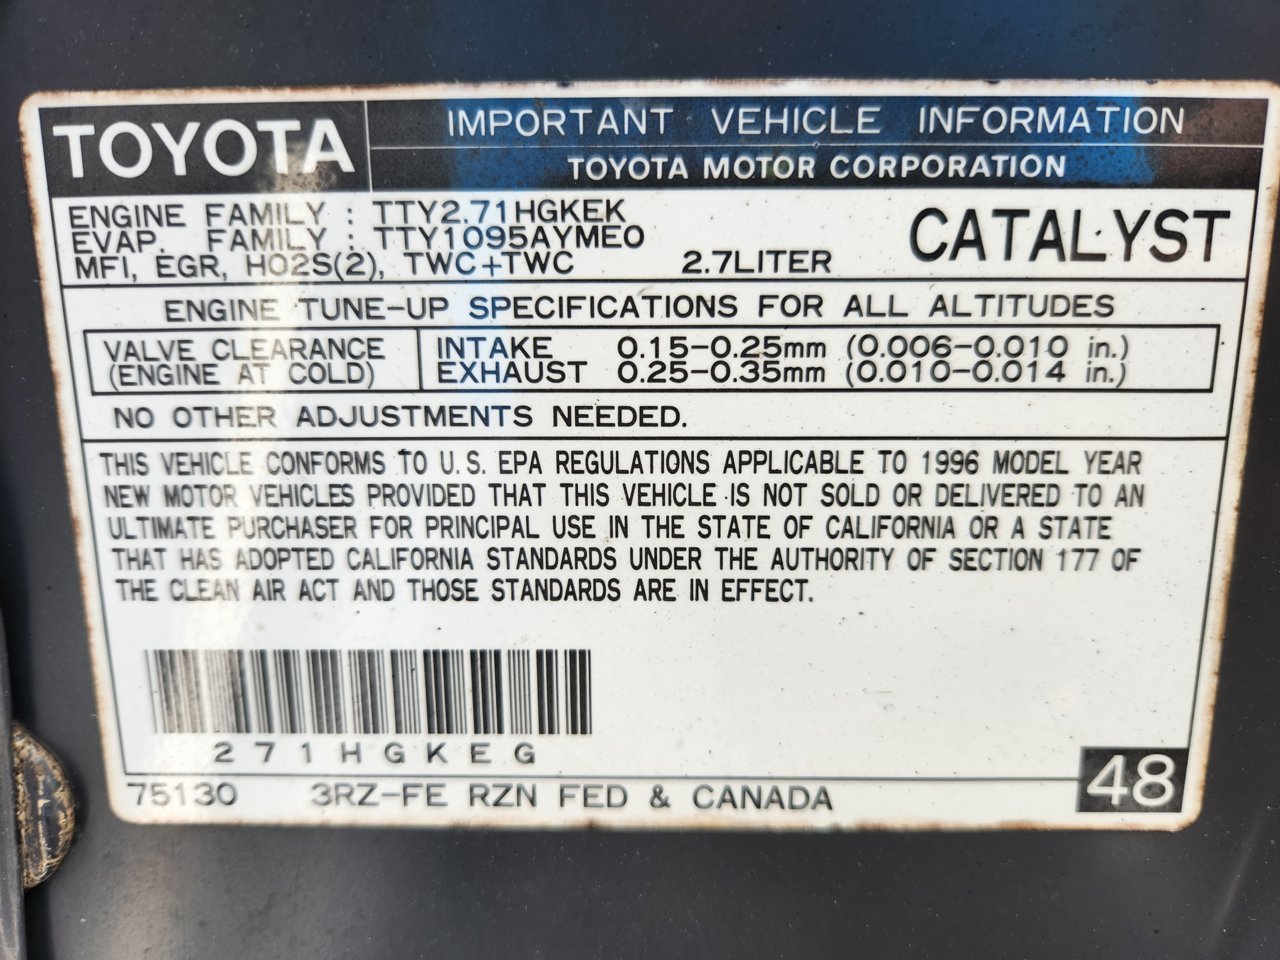 TOYOTA
IMPORTANT VEHICLE INFORMATION
TOYOTA MOTOR CORPORATION
ENGINE FAMILY : TTY2.71HGKEK
EVAP. FAMILY : TTY1095AYMEO
MFI, EGR, HO2S(2), TWC+TWC 2.7LITER
CATALYST
ENGINE TUNE-UP SPECIFICATIONS FOR ALL ALTITUDES
VALVE CLEARANCE INTAKE 0.15-0.25mm (0.006-0.010 in.)
(ENGINE AT COLD) EXHAUST 0.25-0.35mm (0.010-0.014 in.)
NO OTHER ADJUSTMENTS NEEDED.
THIS VEHICLE CONFORMS TO U.S. EPA REGULATIONS APPLICABLE TO 1996 MODEL YEAR
NEW MOTOR VEHICLES PROVIDED THAT THIS VEHICLE IS NOT SOLD OR DELIVERED TO AN
ULTIMATE PURCHASER FOR PRINCIPAL USE IN THE STATE OF CALIFORNIA OR A STATE
THAT HAS ADOPTED CALIFORNIA STANDARDS UNDER THE AUTHORITY OF SECTION 177 OF
THE CLEAN AIR ACT AND THOSE STANDARDS ARE IN EFFECT.
271HGKEG
75130 3RZ-FE RZN FED & CANADA
48